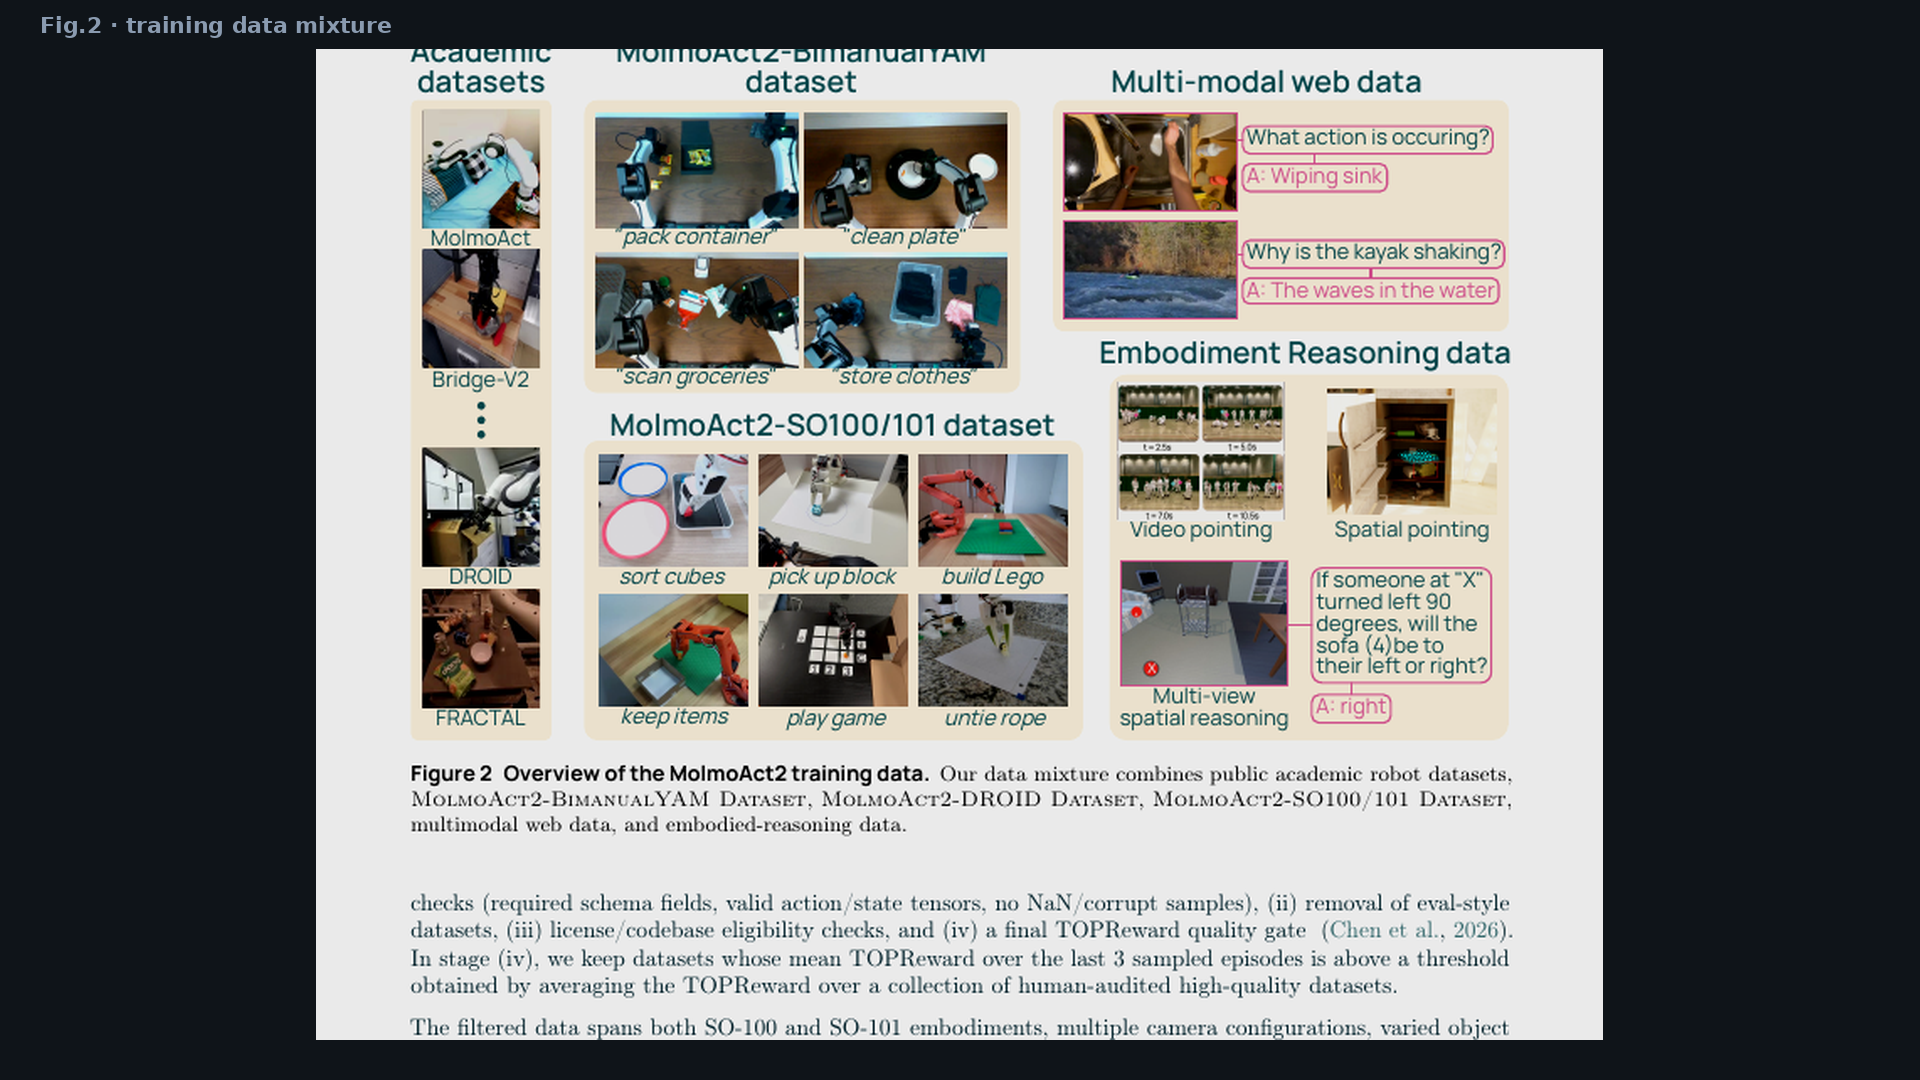 Fig.2 · training data mixture
Academic
datasets
MolmoAct
Bridge-V2
DROID
FRACTAL
MolmoAct2-BimanualYAM
dataset
"pack container"
"clean plate"
"scan groceries"
"store clothes"
MolmoAct2-SO100/101 dataset
sort cubes
pick up block
build Lego
keep items
play game
untie rope
Multi-modal web data
What action is occuring?
A: Wiping sink
Why is the kayak shaking?
A: The waves in the water
Embodiment Reasoning data
t=2.5s
t=5.0s
t=7.0s
t=10.5s
Video pointing
Spatial pointing
X
Multi-view
spatial reasoning
If someone at "X"
turned left 90
degrees, will the
sofa (4)be to
their left or right?
A: right
Figure 2 Overview of the MolmoAct2 training data. Our data mixture combines public academic robot datasets,
MolmoAct2-BimanualYAM Dataset, MolmoAct2-DROID Dataset, MolmoAct2-SO100/101 Dataset,
multimodal web data, and embodied-reasoning data.
checks (required schema fields, valid action/state tensors, no NaN/corrupt samples), (ii) removal of eval-style
datasets, (iii) license/codebase eligibility checks, and (iv) a final TOPReward quality gate (Chen et al., 2026).
In stage (iv), we keep datasets whose mean TOPReward over the last 3 sampled episodes is above a threshold
obtained by averaging the TOPReward over a collection of human-audited high-quality datasets.
The filtered data spans both SO-100 and SO-101 embodiments, multiple camera configurations, varied object